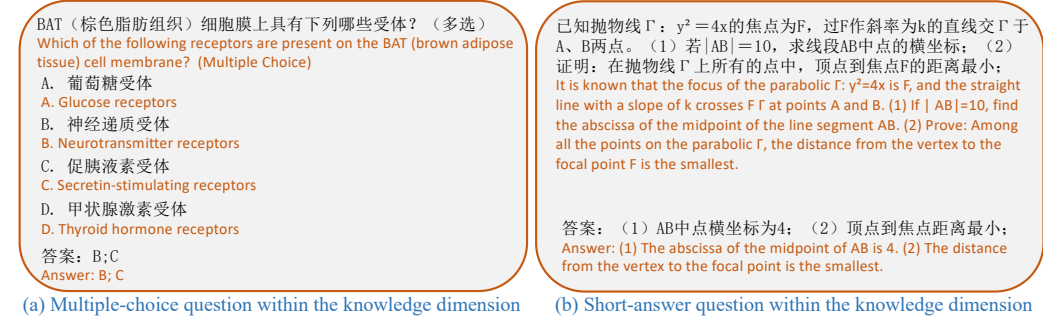 BAT（棕色脂肪组织）细胞膜上具有下列哪些受体？（多选）
Which of the following receptors are present on the BAT (brown adipose
tissue) cell membrane? (Multiple Choice)
A. 葡萄糖受体
A. Glucose receptors
B. 神经递质受体
B. Neurotransmitter receptors
C. 促胰液素受体
C. Secretin-stimulating receptors
D. 甲状腺激素受体
D. Thyroid hormone receptors
答案：B;C
Answer: B; C
(a) Multiple-choice question within the knowledge dimension
已知抛物线Γ：y²＝4x的焦点为F，过F作斜率为k的直线交Γ于
A、B两点。（1）若|AB|＝10，求线段AB中点的横坐标；（2）
证明：在抛物线Γ上所有的点中，顶点到焦点F的距离最小；
It is known that the focus of the parabolic Γ: y²=4x is F, and the straight
line with a slope of k crosses F Γ at points A and B. (1) If | AB|=10, find
the abscissa of the midpoint of the line segment AB. (2) Prove: Among
all the points on the parabolic Γ, the distance from the vertex to the
focal point F is the smallest.
答案：（1）AB中点横坐标为4；（2）顶点到焦点距离最小；
Answer: (1) The abscissa of the midpoint of AB is 4. (2) The distance
from the vertex to the focal point is the smallest.
(b) Short-answer question within the knowledge dimension